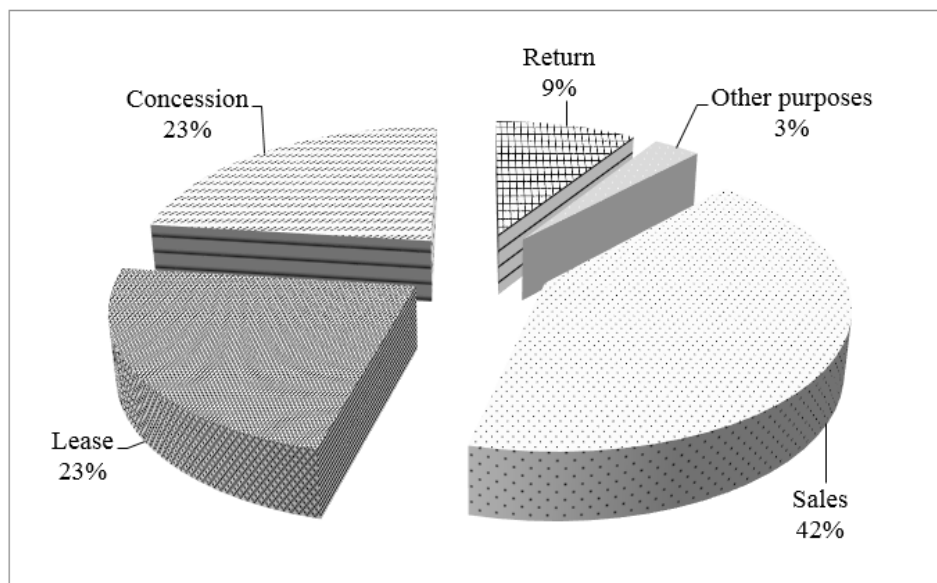 Return
9%
Other purposes
3%
Concession
23%
Lease
23%
Sales
42%